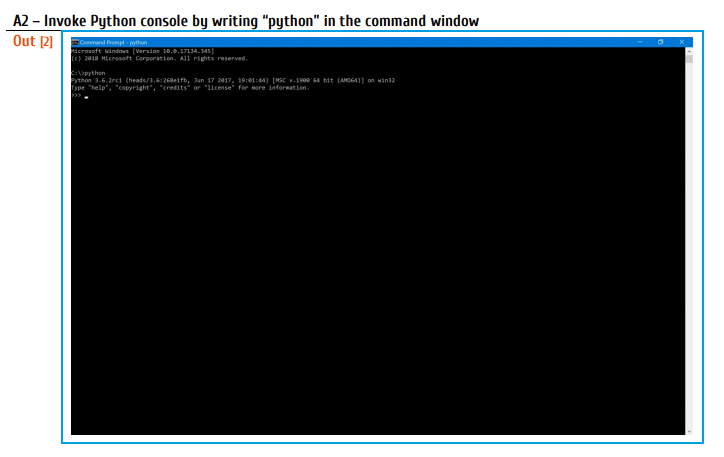 A2 – Invoke Python console by writing “python” in the command window
Out [2]
Command Prompt - python
Microsoft Windows [Version 10.0.17134.345]
(c) 2018 Microsoft Corporation. All rights reserved.
C:\>python
Python 3.6.2rc1 (heads/3.6:268e1fb, Jun 17 2017, 19:01:44) [MSC v.1900 64 bit (AMD64)] on win32
Type "help", "copyright", "credits" or "license" for more information.
>>>